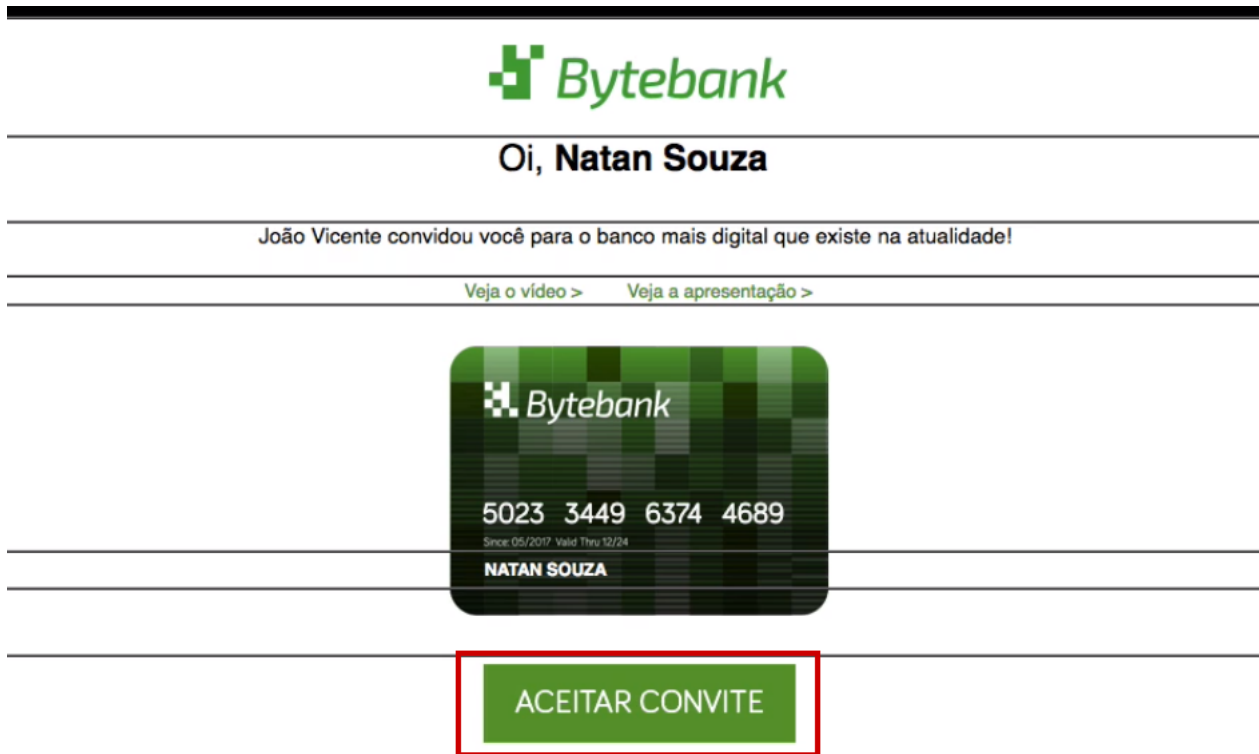 Bytebank
Oi, Natan Souza
João Vicente convidou você para o banco mais digital que existe na atualidade!
Veja o vídeo > Veja a apresentação >
Bytebank
5023 3449 6374 4689
Since: 05/2017 Valid Thru 12/24
NATAN SOUZA
ACEITAR CONVITE